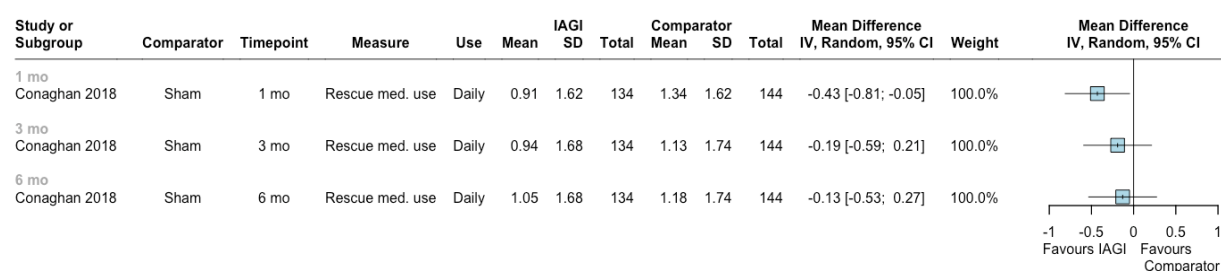 Study or IAGI Comparator Mean Difference Mean Difference
Subgroup Comparator Timepoint Measure Use Mean SD Total Mean SD Total IV, Random, 95% CI Weight IV, Random, 95% CI
1 mo
Conaghan 2018 Sham 1 mo Rescue med. use Daily 0.91 1.62 134 1.34 1.62 144 -0.43 [-0.81; -0.05] 100.0%
3 mo
Conaghan 2018 Sham 3 mo Rescue med. use Daily 0.94 1.68 134 1.13 1.74 144 -0.19 [-0.59; 0.21] 100.0%
6 mo
Conaghan 2018 Sham 6 mo Rescue med. use Daily 1.05 1.68 134 1.18 1.74 144 -0.13 [-0.53; 0.27] 100.0%
-1 -0.5 0 0.5 1
Favours IAGI Favours
Comparator